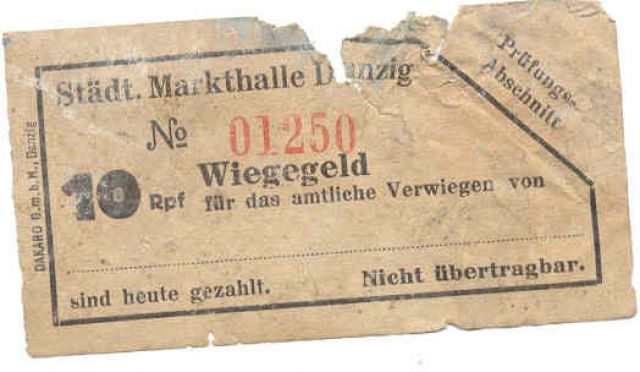 Städt. Markthalle Danzig
Prüfungs-
Abschnitt
№ 01250
Wiegegeld
10 Rpf für das amtliche Verwiegen von
sind heute gezahlt.
Nicht übertragbar.
DAKARO G.m.b.H., Danzig